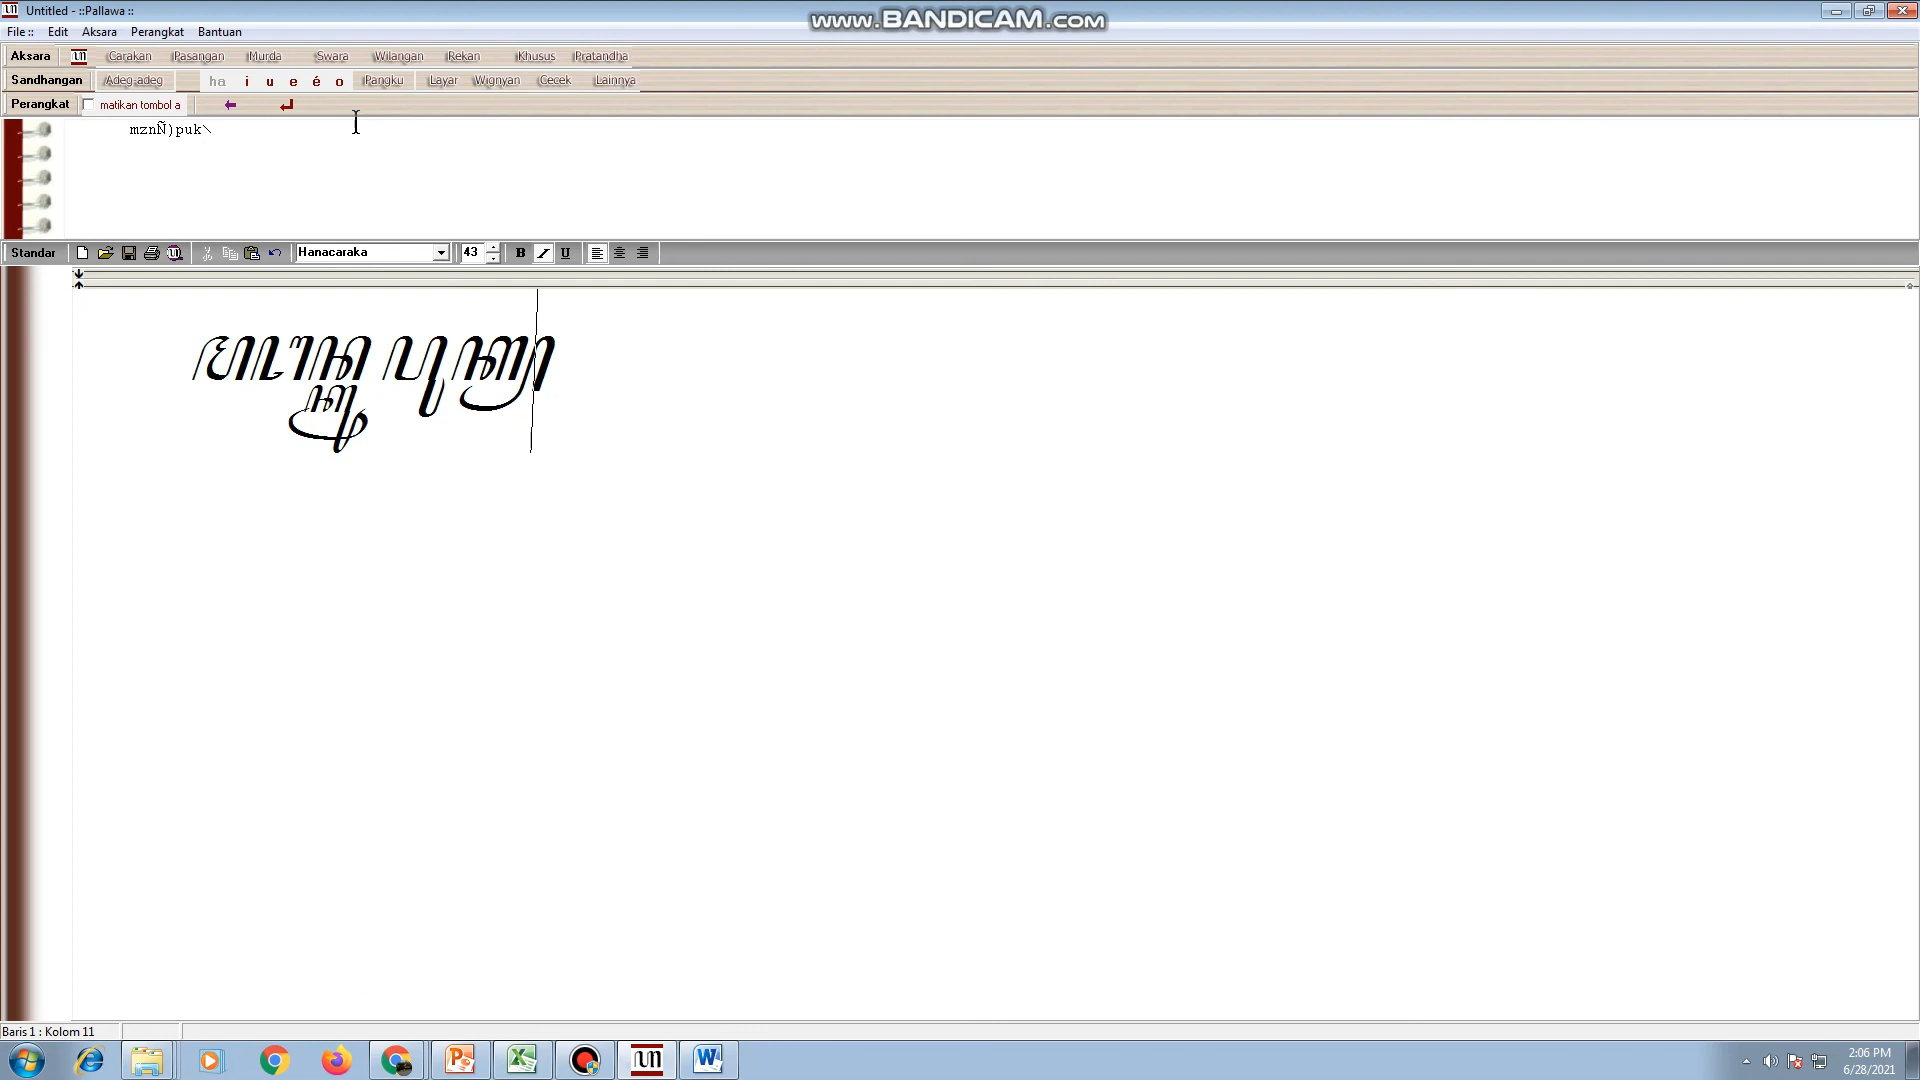 Untitled - ::Pallawa ::
www.BANDICAM.com
File :: Edit Aksara Perangkat Bantuan
Aksara Carakan Pasangan Murda Swara Wilangan Rekan Khusus Pratandha
Sandhangan Adeg-adeg ha i u e é o Pangku Layar Wignyan Cecek Lainnya
Perangkat matikan tombol a
mznÑ)puk\
Standar Hanacaraka 43 B I U
ꦩꦔꦤ꧀ꦏꦿꦸꦥꦸꦏ꧀
Baris 1 : Kolom 11
2:06 PM
6/28/2021